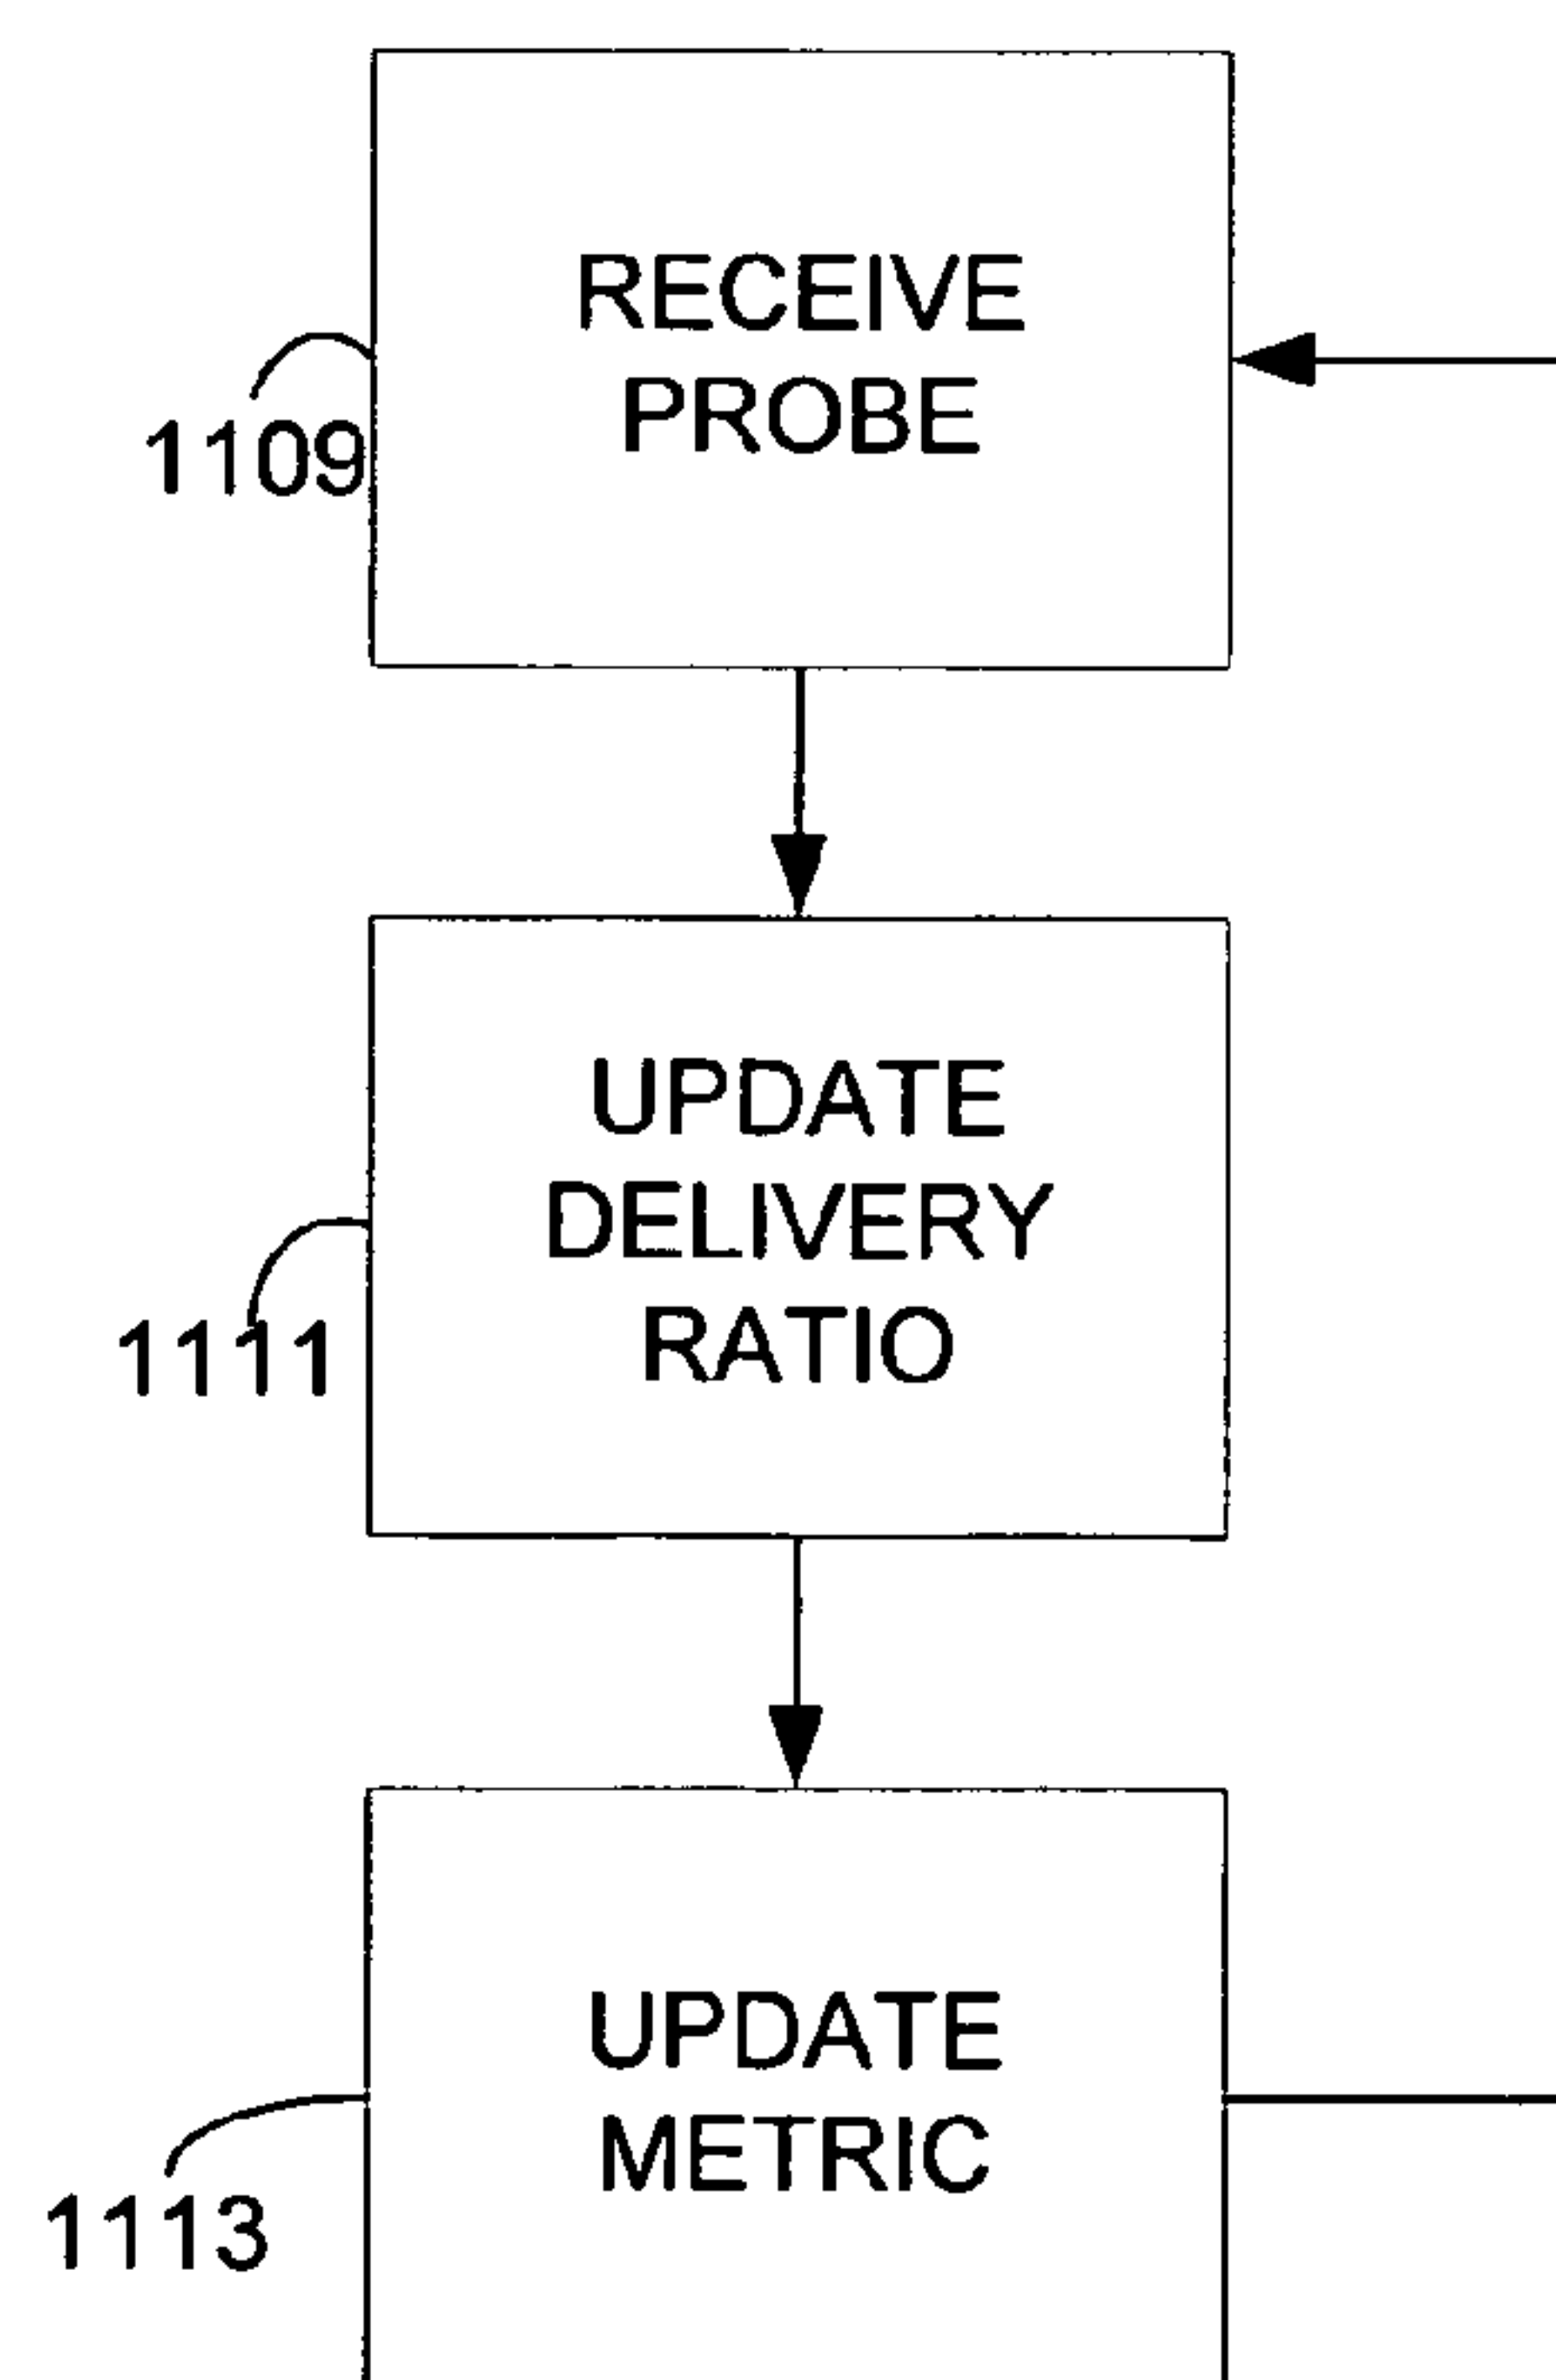 RECEIVE
PROBE
1109
UPDATE
DELIVERY
RATIO
1111
UPDATE
METRIC
1113